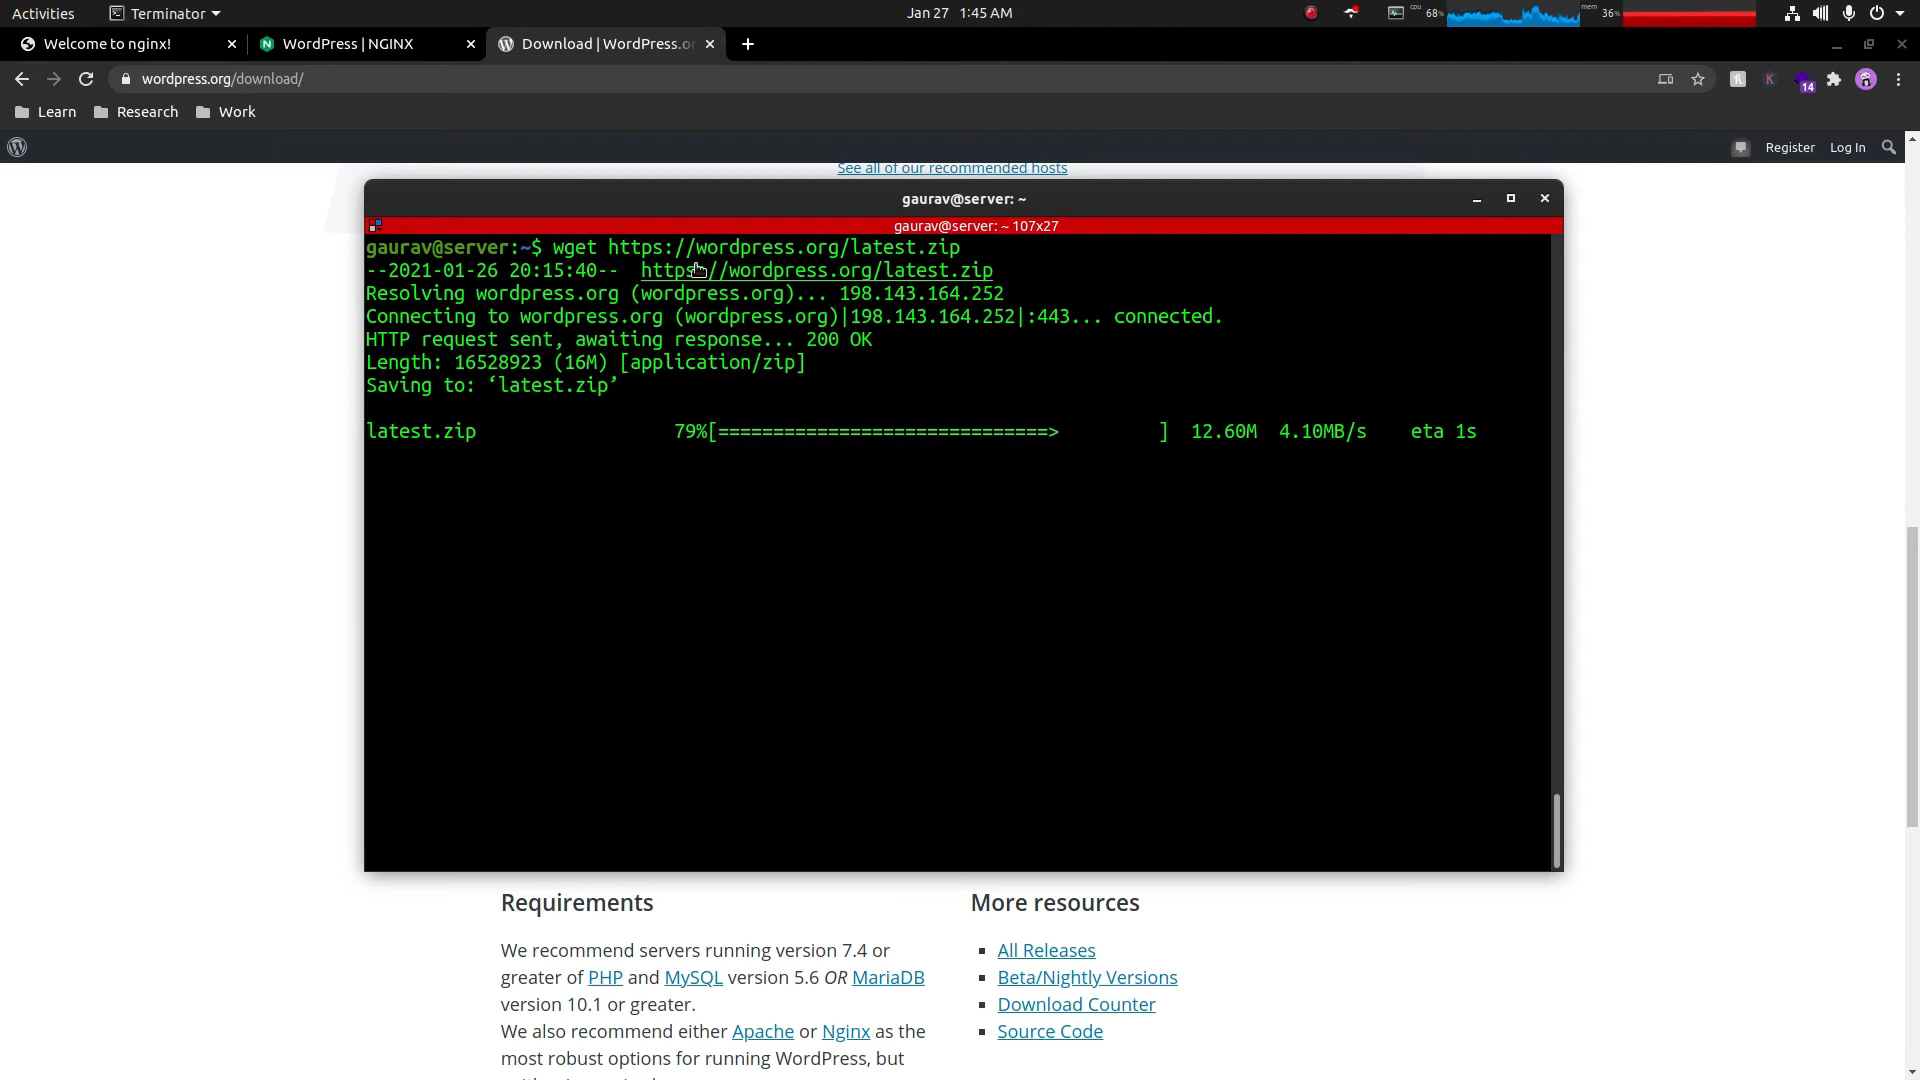 Activities
Terminator
Jan 27 1:45 AM
cpu 68%
mem 36%
Welcome to nginx!
WordPress | NGINX
Download | WordPress.or
wordpress.org/download/
K
14
Learn
Research
Work
Register
Log In
See all of our recommended hosts
gaurav@server: ~
gaurav@server: ~ 107x27
gaurav@server:~$ wget https://wordpress.org/latest.zip
--2021-01-26 20:15:40-- https://wordpress.org/latest.zip
Resolving wordpress.org (wordpress.org)... 198.143.164.252
Connecting to wordpress.org (wordpress.org)|198.143.164.252|:443... connected.
HTTP request sent, awaiting response... 200 OK
Length: 16528923 (16M) [application/zip]
Saving to: ‘latest.zip’
latest.zip 79%[==============================> ] 12.60M 4.10MB/s eta 1s
Requirements
We recommend servers running version 7.4 or
greater of PHP and MySQL version 5.6 OR MariaDB
version 10.1 or greater.
We also recommend either Apache or Nginx as the
most robust options for running WordPress, but
More resources
All Releases
Beta/Nightly Versions
Download Counter
Source Code